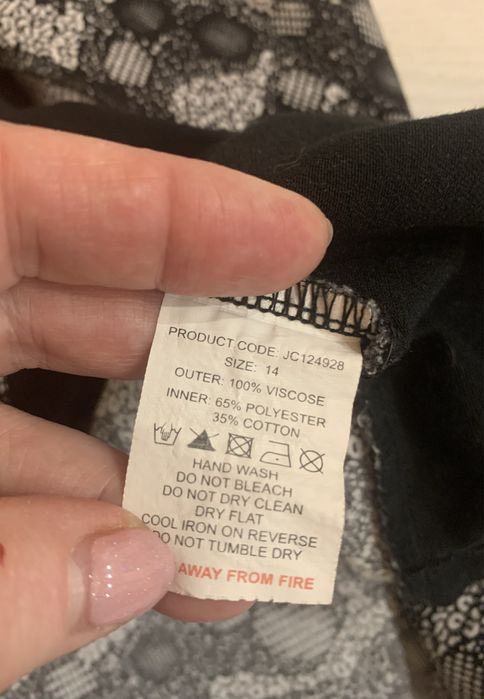 PRODUCT CODE: JC124928
SIZE: 14
OUTER: 100% VISCOSE
INNER: 65% POLYESTER
35% COTTON
HAND WASH
DO NOT BLEACH
DO NOT DRY CLEAN
DRY FLAT
COOL IRON ON REVERSE
DO NOT TUMBLE DRY
AWAY FROM FIRE